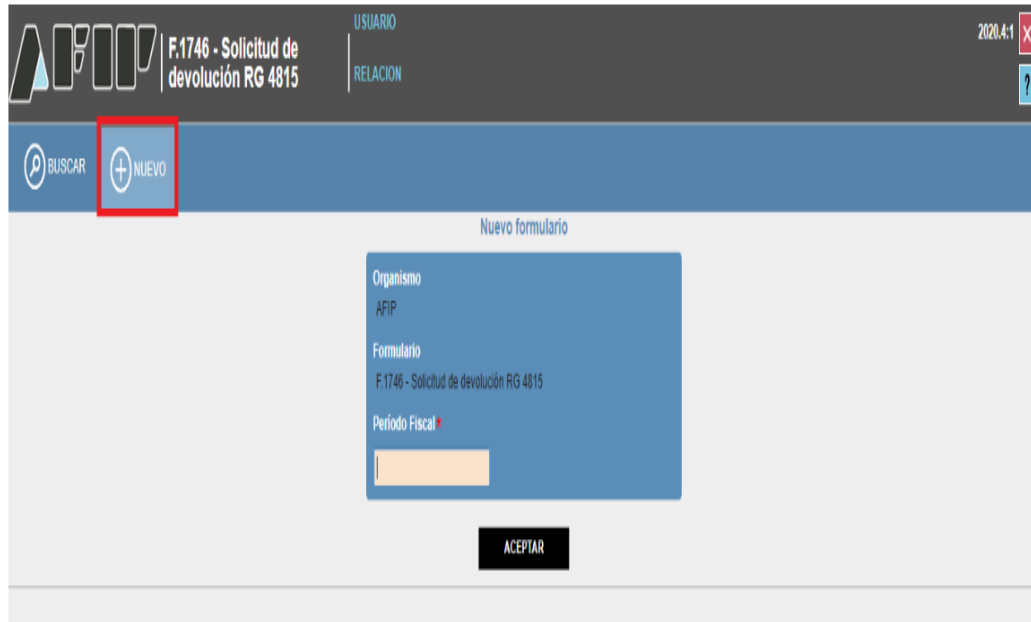 AFIP
F.1746 - Solicitud de
devolución RG 4815
USUARIO
RELACION
2020.4:1
X
?
BUSCAR
NUEVO
Nuevo formulario
Organismo
AFIP
Formulario
F.1746 - Solicitud de devolución RG 4815
Período Fiscal*
ACEPTAR